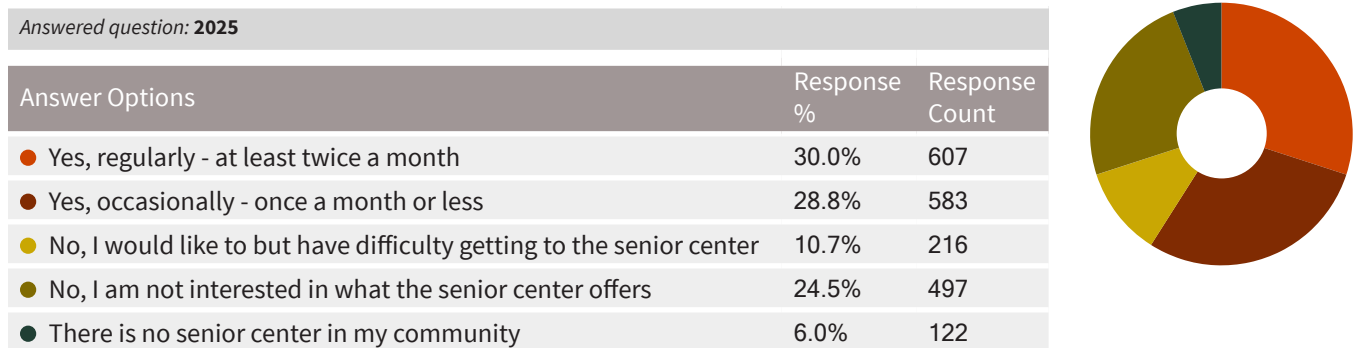 Answered question: 2025
Answer Options Response % Response Count
Yes, regularly - at least twice a month 30.0% 607
Yes, occasionally - once a month or less 28.8% 583
No, I would like to but have difficulty getting to the senior center 10.7% 216
No, I am not interested in what the senior center offers 24.5% 497
There is no senior center in my community 6.0% 122